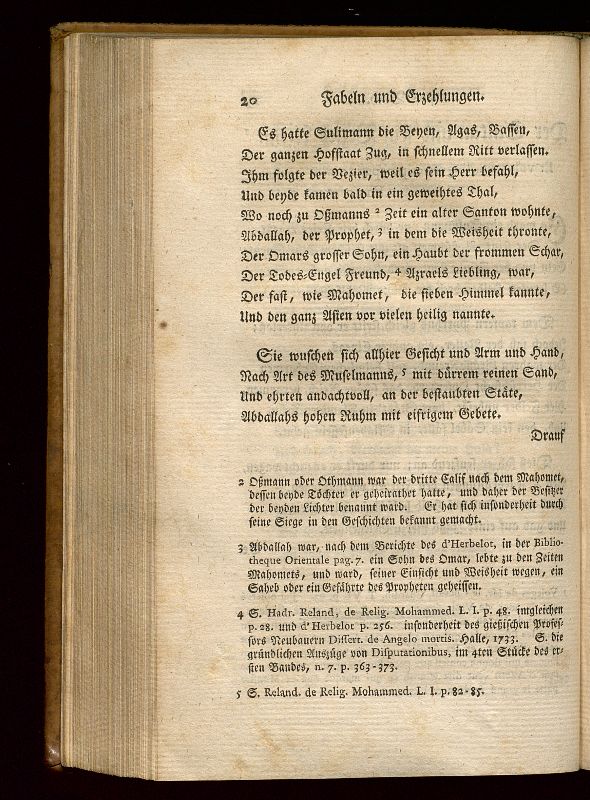 20 Fabeln und Erzehlungen.
Es hatte Sulimann die Beyen, Agas, Bassen,
Der ganzen Hofstaat Zug, in schnellem Ritt verlassen.
Ihm folgte der Vezier, weil es sein Herr befahl,
Und beyde kamen bald in ein geweihtes Thal,
Wo noch zu Oßmanns 2 Zeit ein alter Santon wohnte,
Abdallah, der Prophet, 3 in dem die Weisheit thronte,
Der Omars grosser Sohn, ein Haubt der frommen Schar,
Der Todes-Engel Freund, 4 Azraels Liebling, war,
Der fast, wie Mahomet, die sieben Himmel kannte,
Und den ganz Asien vor vielen heilig nannte.
Sie wuschen sich allhier Gesicht und Arm und Hand,
Nach Art des Muselmanns, 5 mit dürrem reinen Sand,
Und ehrten andachtvoll, an der bestaubten Stäte,
Abdallahs hohen Ruhm mit eifrigem Gebete.
Drauf
2 Oßmann oder Othmann war der dritte Calif nach dem Mahomet,
dessen beyde Töchter er geheirathet hatte, und daher der Besitzer
der beyden Lichter benannt ward. Er hat sich insonderheit durch
seine Siege in den Geschichten bekannt gemacht.
3 Abdallah war, nach dem Berichte des d'Herbelot, in der Biblio-
theque Orientale pag. 7. ein Sohn des Omar, lebte zu den Zeiten
Mahomets, und ward, seiner Einsicht und Weisheit wegen, ein
Saheb oder ein Gefährte des Propheten geheissen.
4 S. Hadr. Reland, de Relig. Mohammed. L. I. p. 48. imgleichen
p. 28. und d'Herbelot p. 256. insonderheit des gießischen Profes-
sors Neubauern Dissert. de Angelo mortis. Halle, 1733. S. die
gründlichen Auszüge von Disputationibus, im 4ten Stücke des er-
sten Bandes, n. 7. p. 363-373.
5 S. Reland. de Relig. Mohammed. L. I. p. 82-85.